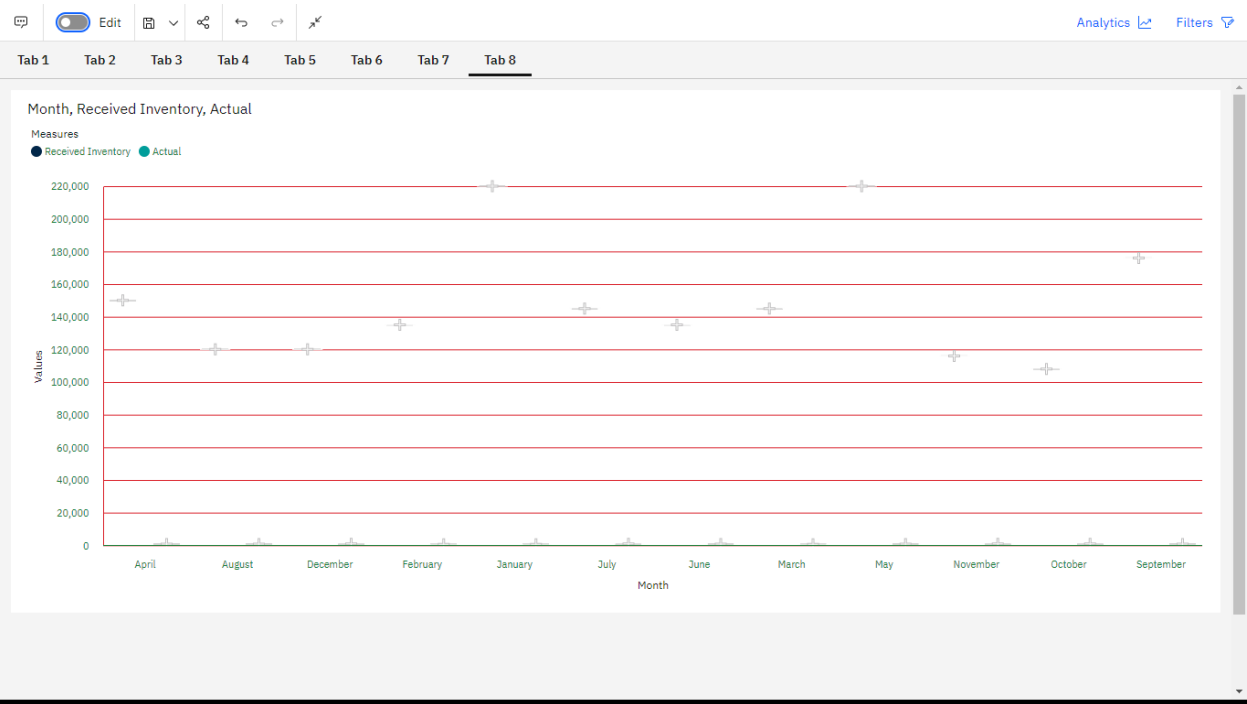 Edit
Analytics
Filters
Tab 1 Tab 2 Tab 3 Tab 4 Tab 5 Tab 6 Tab 7 Tab 8
Month, Received Inventory, Actual
Measures
Received Inventory Actual
220,000
200,000
180,000
160,000
140,000
120,000
100,000
80,000
60,000
40,000
20,000
0
Values
April August December February January July June March May November October September
Month